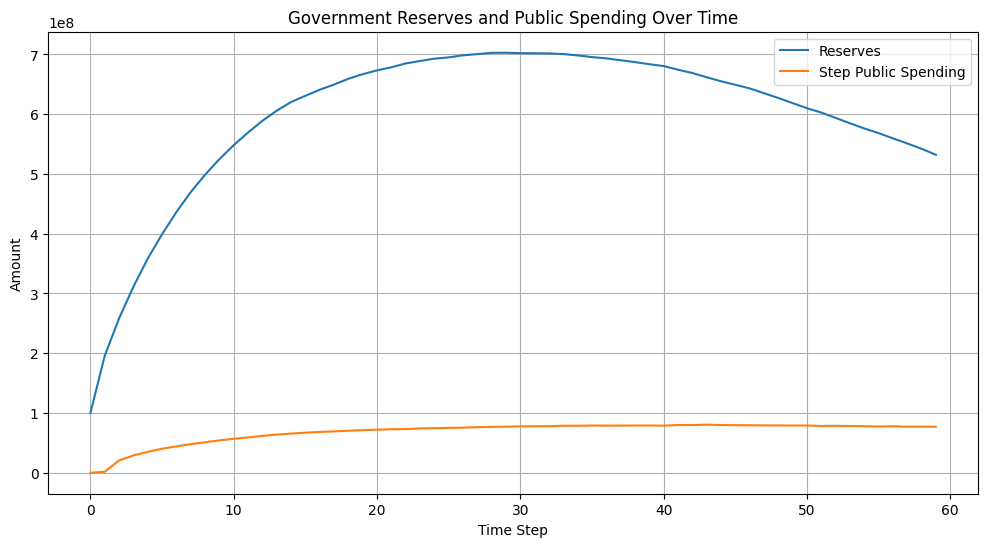 Government Reserves and Public Spending Over Time
1e8
7
6
5
4
3
2
1
0
Amount
Reserves
Step Public Spending
0 10 20 30 40 50 60
Time Step